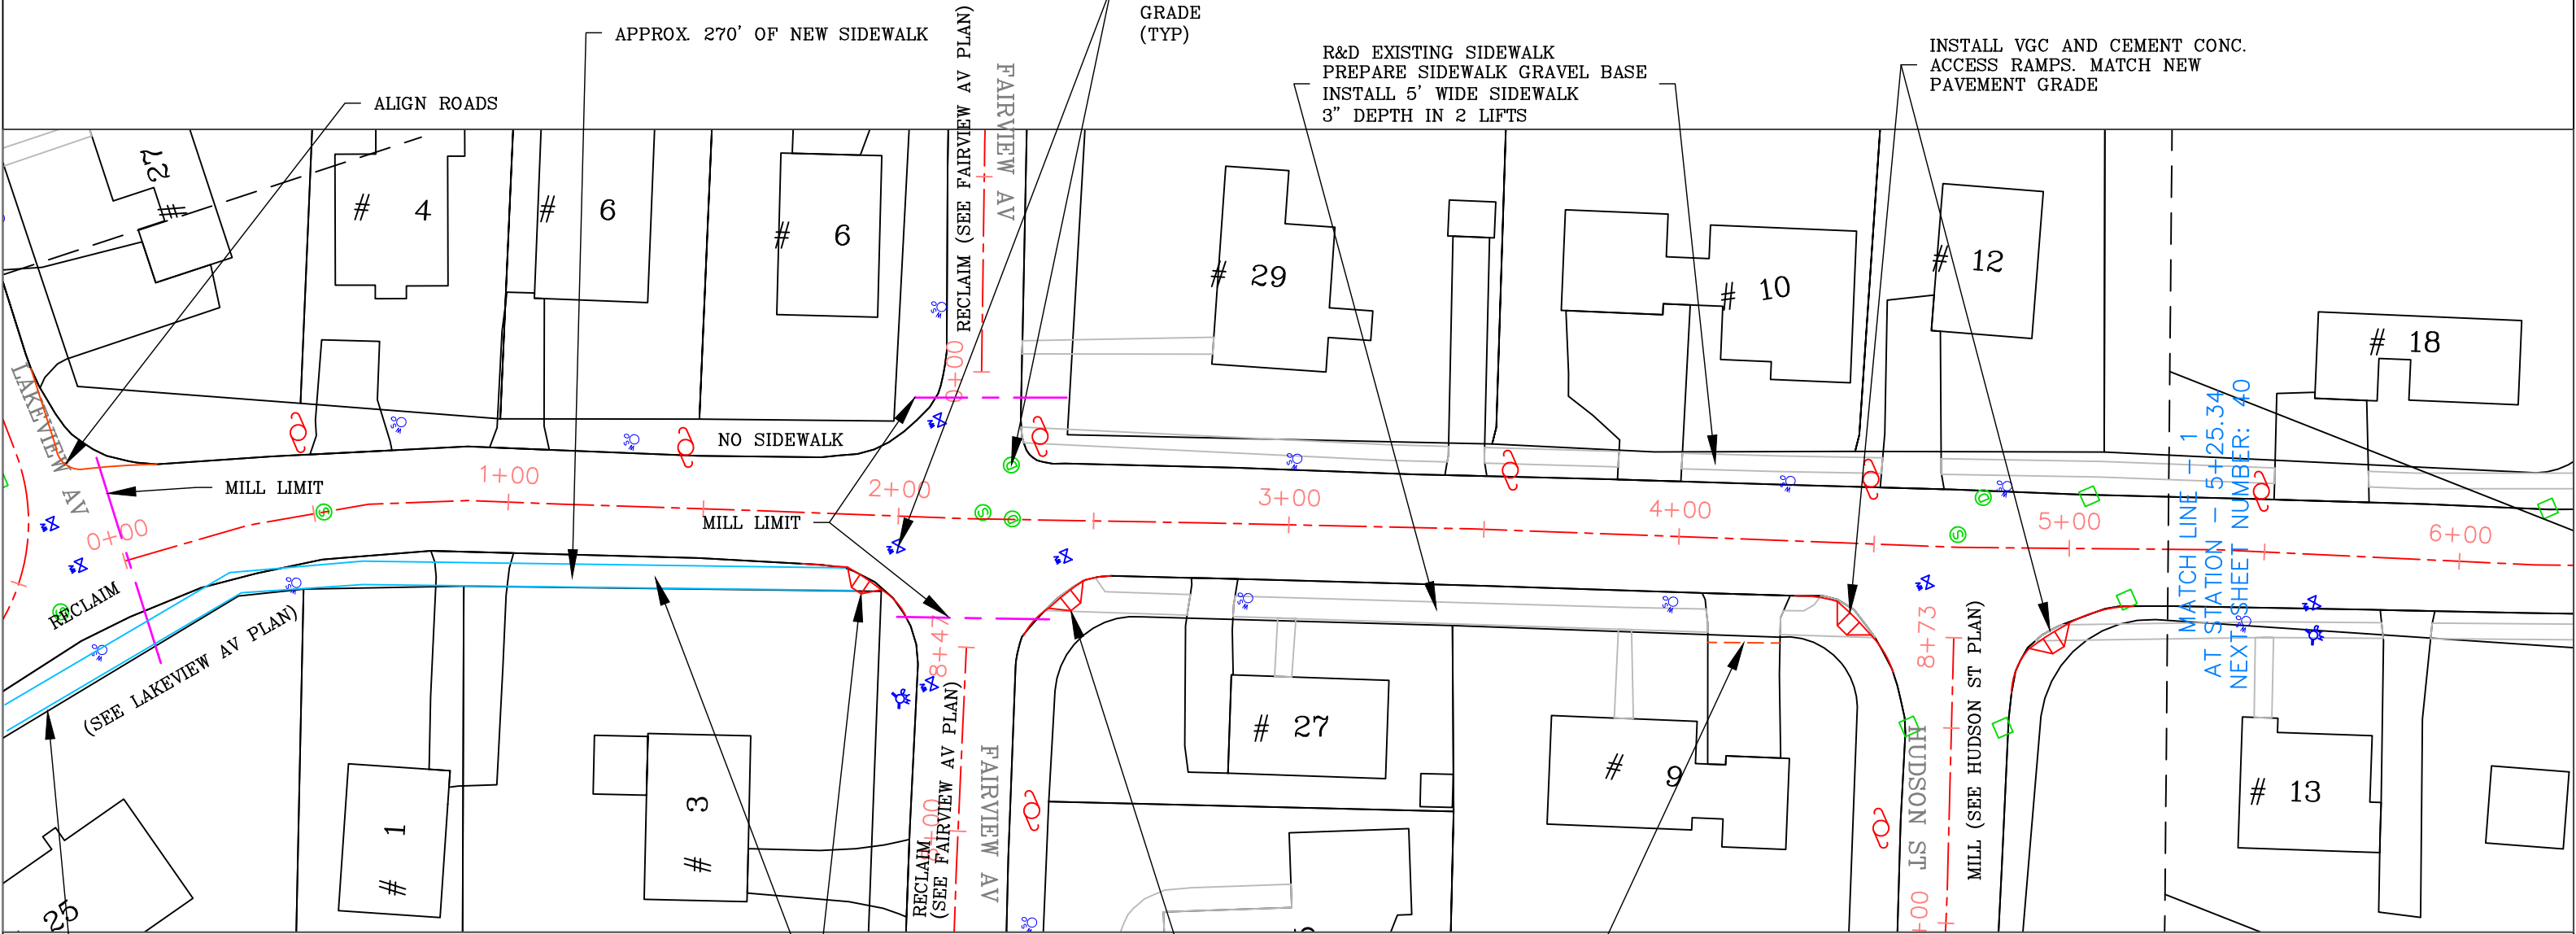 GRADE
(TYP)
APPROX. 270' OF NEW SIDEWALK
ALIGN ROADS
R&D EXISTING SIDEWALK
PREPARE SIDEWALK GRAVEL BASE
INSTALL 5' WIDE SIDEWALK
3" DEPTH IN 2 LIFTS
INSTALL VGC AND CEMENT CONC.
ACCESS RAMPS. MATCH NEW
PAVEMENT GRADE
RECLAIM (SEE FAIRVIEW AV PLAN)
FAIRVIEW AV
# 27
# 4
# 6
# 6
# 29
# 10
# 12
# 18
LAKEVIEW AV
NO SIDEWALK
MILL LIMIT
MILL LIMIT
0+00
0+00
1+00
2+00
3+00
4+00
5+00
6+00
MATCH LINE - 1
AT STATION - 5+25.34
NEXT SHEET NUMBER: 40
RECLAIM
(SEE LAKEVIEW AV PLAN)
8+47
8+73
RECLAIM
(SEE FAIRVIEW AV PLAN)
FAIRVIEW AV
HUDSON ST
MILL (SEE HUDSON ST PLAN)
# 1
# 3
25
# 27
# 9
# 13
+00